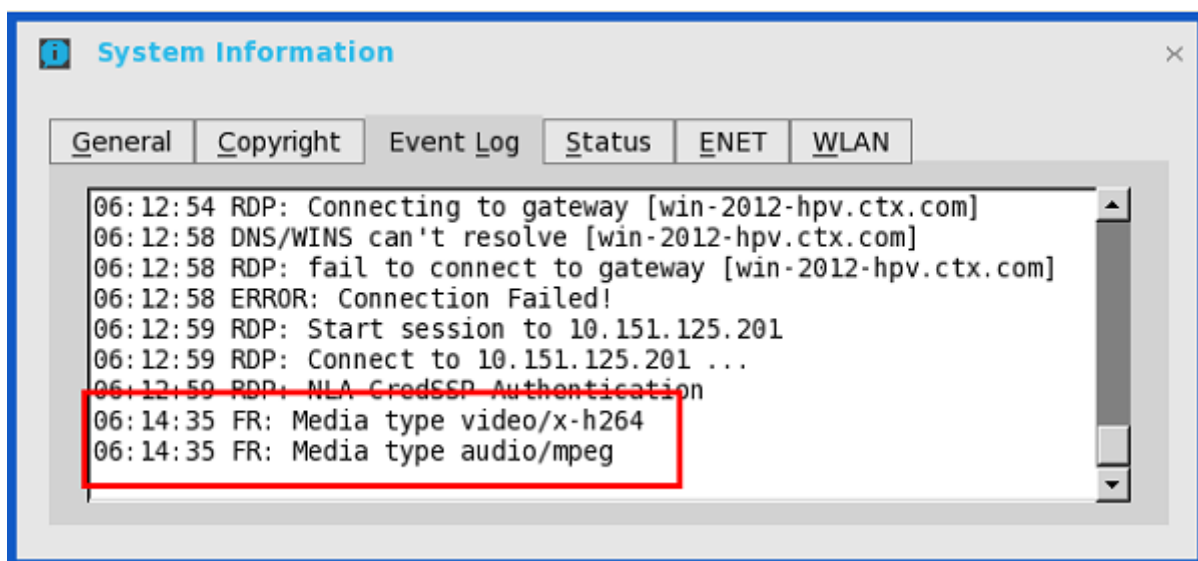 System Information
General Copyright Event Log Status ENET WLAN
06:12:54 RDP: Connecting to gateway [win-2012-hpv.ctx.com]
06:12:58 DNS/WINS can't resolve [win-2012-hpv.ctx.com]
06:12:58 RDP: fail to connect to gateway [win-2012-hpv.ctx.com]
06:12:58 ERROR: Connection Failed!
06:12:59 RDP: Start session to 10.151.125.201
06:12:59 RDP: Connect to 10.151.125.201 ...
06:12:59 RDP: NLA CredSSP Authentication
06:14:35 FR: Media type video/x-h264
06:14:35 FR: Media type audio/mpeg